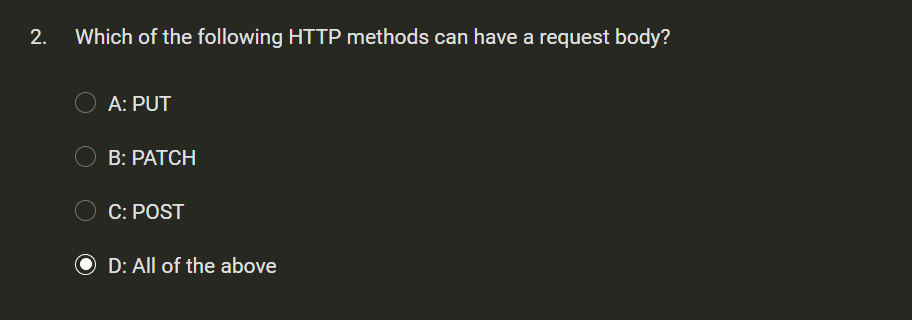 2. Which of the following HTTP methods can have a request body?
A: PUT
B: PATCH
C: POST
D: All of the above